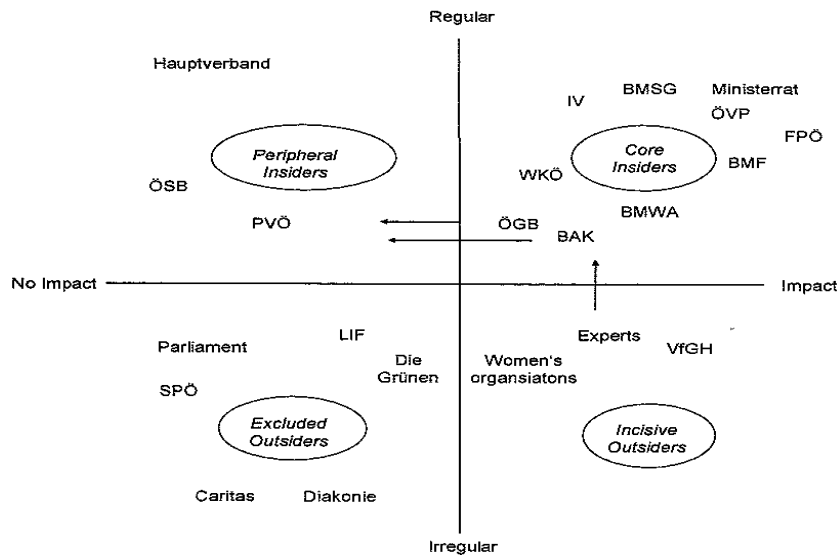 Regular
Hauptverband
IV
BMSG
Ministerrat
ÖVP
FPÖ
Peripheral
Insiders
Core
Insiders
BMF
WKÖ
ÖSB
PVÖ
ÖGB
BMWA
BAK
No Impact
Impact
Parliament
LIF
Die
Grünen
Women's
organsiatons
Experts
VfGH
SPÖ
Excluded
Outsiders
Incisive
Outsiders
Caritas
Diakonie
Irregular